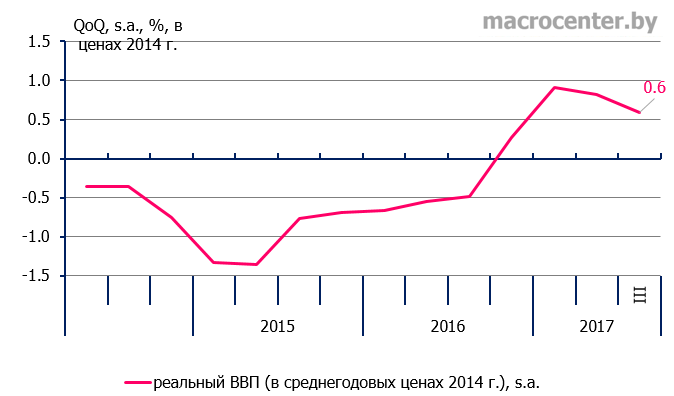 QoQ, s.a., %, в
ценах 2014 г.
macrocenter.by
1.5
1.0
0.6
0.5
0.0
-0.5
-1.0
-1.5
III
2015
2016
2017
реальный ВВП (в среднегодовых ценах 2014 г.), s.a.